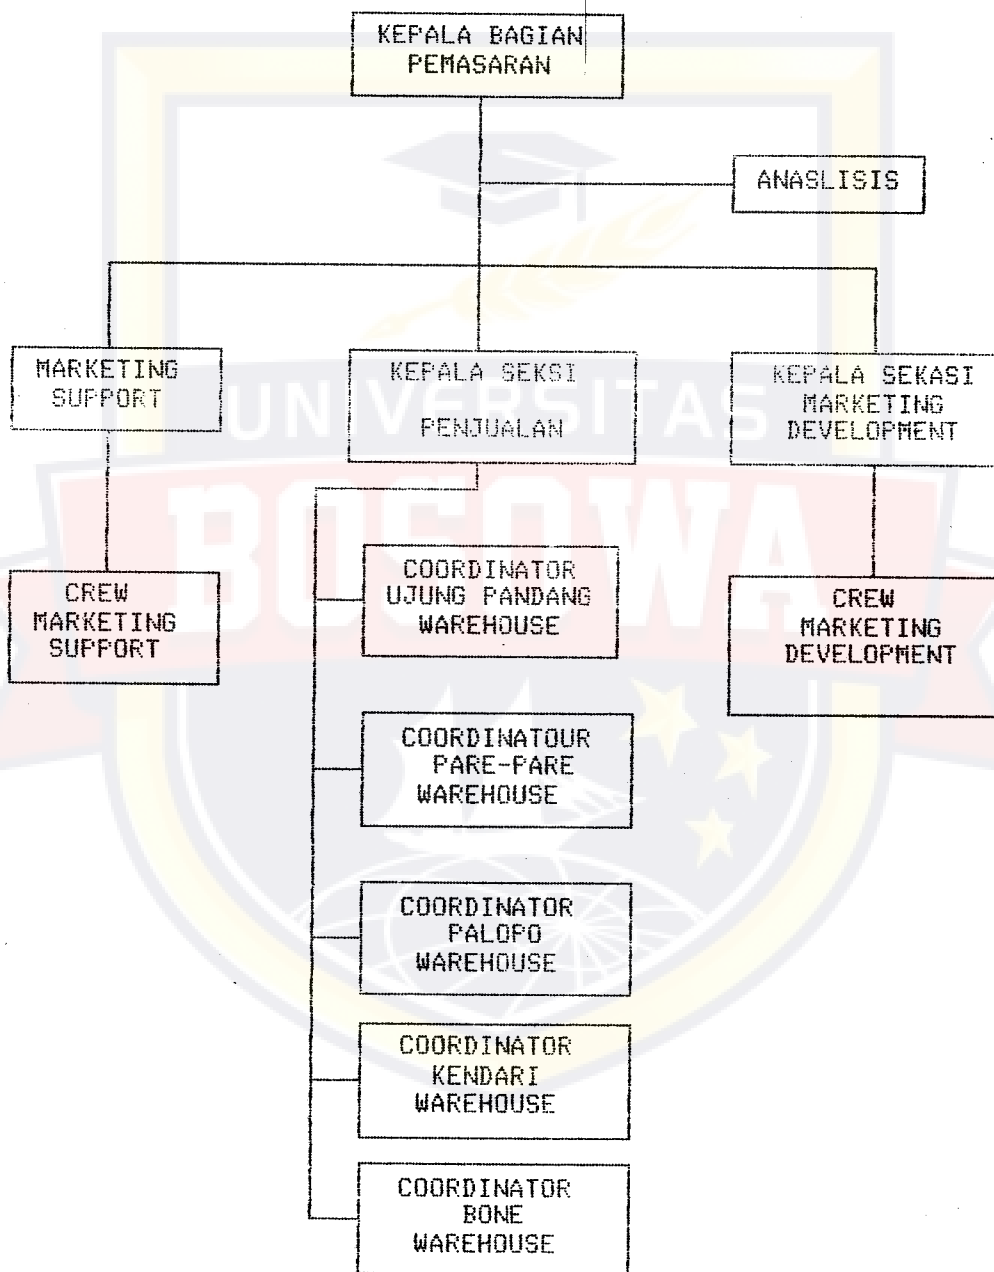 KEPALA BAGIAN
PEMASARAN
ANASLISIS
MARKETING
SUPPORT
KEPALA SEKSI
PENJUALAN
KEPALA SEKASI
MARKETING
DEVELOPMENT
UNIVERSITAS
BOSOWA
CREW
MARKETING
SUPPORT
COORDINATOR
UJUNG PANDANG
WAREHOUSE
CREW
MARKETING
DEVELOPMENT
COORDINATOUR
PARE-PARE
WAREHOUSE
COORDINATOR
PALOPO
WAREHOUSE
COORDINATOR
KENDARI
WAREHOUSE
COORDINATOR
BONE
WAREHOUSE